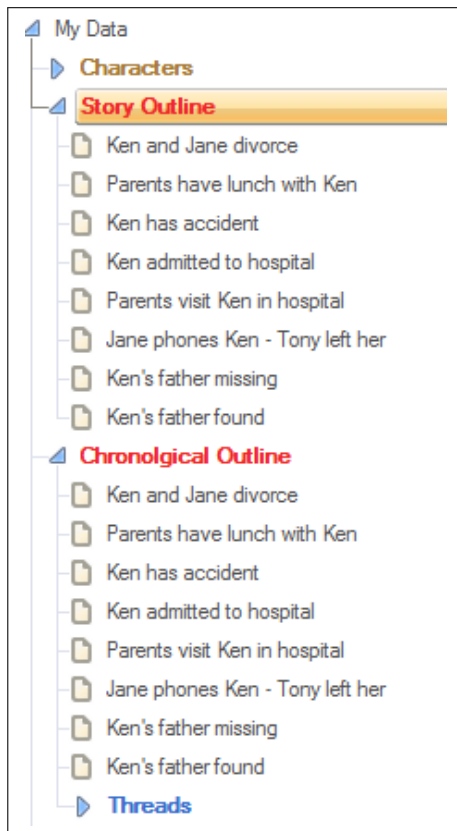 My Data
Characters
Story Outline
Ken and Jane divorce
Parents have lunch with Ken
Ken has accident
Ken admitted to hospital
Parents visit Ken in hospital
Jane phones Ken - Tony left her
Ken's father missing
Ken's father found
Chronolgical Outline
Ken and Jane divorce
Parents have lunch with Ken
Ken has accident
Ken admitted to hospital
Parents visit Ken in hospital
Jane phones Ken - Tony left her
Ken's father missing
Ken's father found
Threads